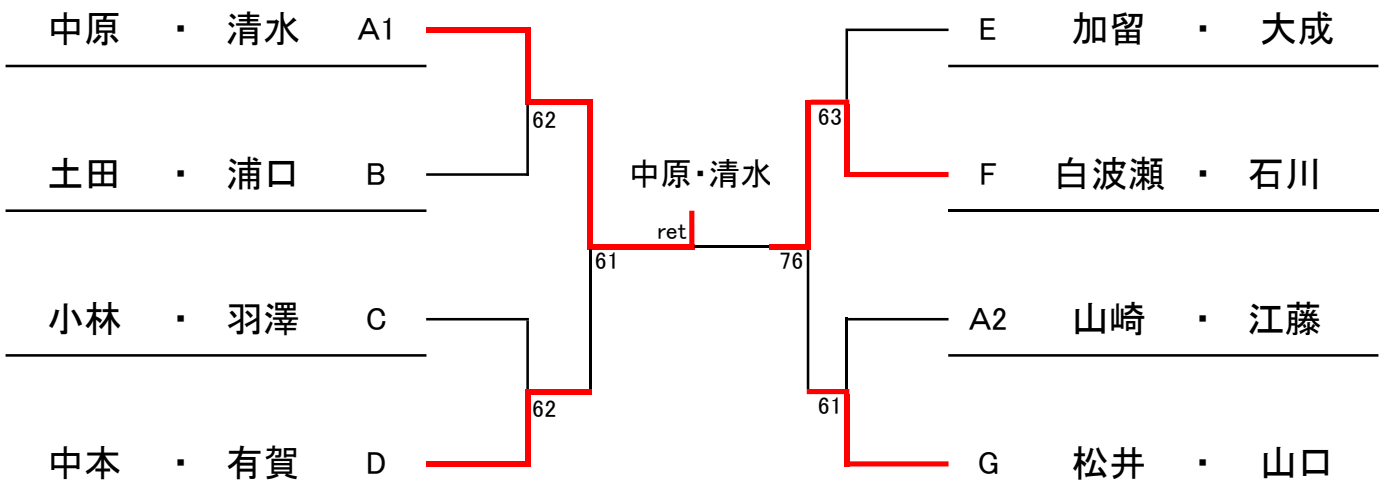 中原 ・ 清水 A1
E 加留 ・ 大成
62
63
土田 ・ 浦口 B
中原・清水
F 白波瀬 ・ 石川
ret
61
76
小林 ・ 羽澤 C
A2 山崎 ・ 江藤
62
61
中本 ・ 有賀 D
G 松井 ・ 山口